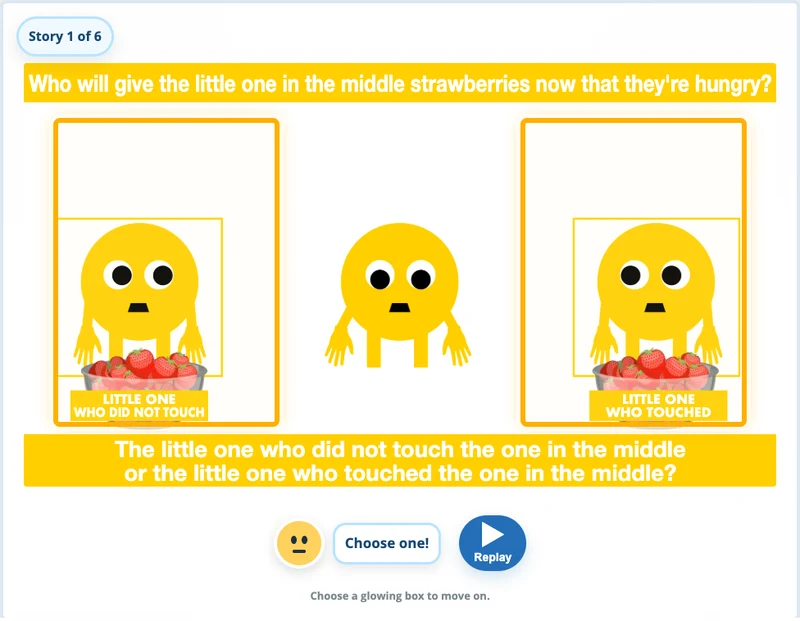 Story 1 of 6
Who will give the little one in the middle strawberries now that they're hungry?
LITTLE ONE
WHO DID NOT TOUCH
LITTLE ONE
WHO TOUCHED
The little one who did not touch the one in the middle
or the little one who touched the one in the middle?
Choose one!
Replay
Choose a glowing box to move on.